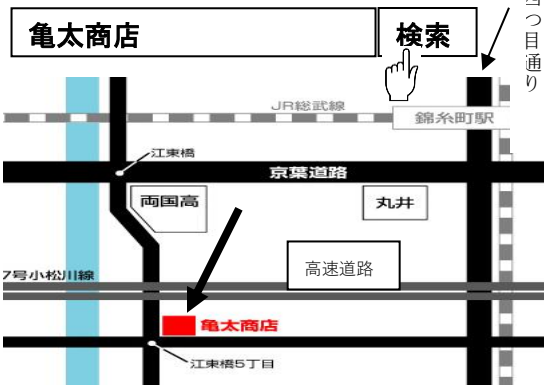 亀太商店
検索
四つ目通り
JR総武線
錦糸町駅
江東橋
京葉道路
両国高
丸井
高速道路
7号小松川線
亀太商店
江東橋5丁目